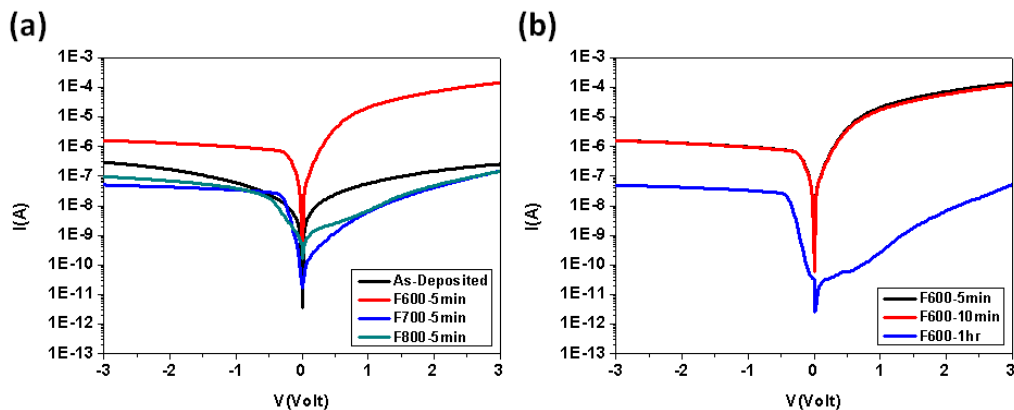 (a)
1E-3
1E-4
1E-5
1E-6
1E-7
1E-8
1E-9
1E-10
1E-11
1E-12
1E-13
I(A)
-3 -2 -1 0 1 2 3
V(Volt)
As-Deposited
F600-5min
F700-5min
F800-5min
(b)
1E-3
1E-4
1E-5
1E-6
1E-7
1E-8
1E-9
1E-10
1E-11
1E-12
1E-13
I(A)
-3 -2 -1 0 1 2 3
V(Volt)
F600-5min
F600-10min
F600-1hr